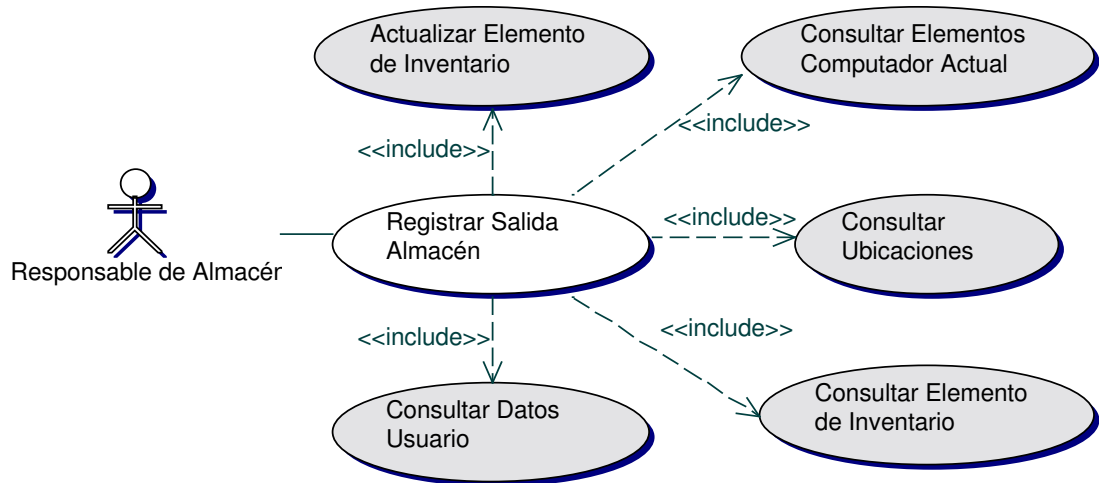 Actualizar Elemento
de Inventario
Consultar Elementos
Computador Actual
<<include>>
<<include>>
Responsable de Almacér
Registrar Salida
Almacén
<<include>>
Consultar
Ubicaciones
<<include>>
<<include>>
Consultar Datos
Usuario
Consultar Elemento
de Inventario